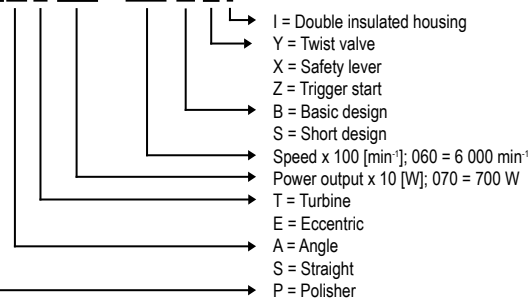 I = Double insulated housing
Y = Twist valve
X = Safety lever
Z = Trigger start
B = Basic design
S = Short design
Speed x 100 [min⁻¹]; 060 = 6 000 min⁻¹
Power output x 10 [W]; 070 = 700 W
T = Turbine
E = Eccentric
A = Angle
S = Straight
P = Polisher